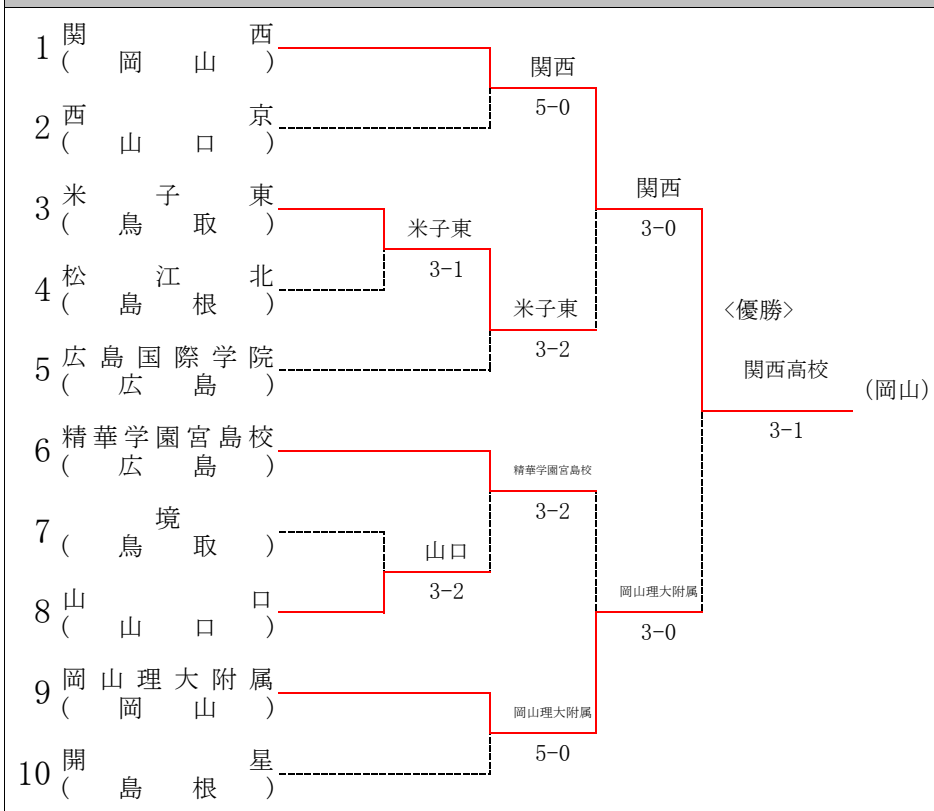 1 関西
(岡山)
関西
5-0
2 西京
(山口)
関西
3-0
3 米子東
(鳥取)
米子東
3-1
4 松江北
(島根)
米子東
3-2
<優勝>
5 広島国際学院
(広島)
関西高校
(岡山)
3-1
6 精華学園宮島校
(広島)
精華学園宮島校
3-2
7 境
(鳥取)
山口
3-2
8 山口
(山口)
岡山理大附属
3-0
9 岡山理大附属
(岡山)
岡山理大附属
5-0
10 開星
(島根)